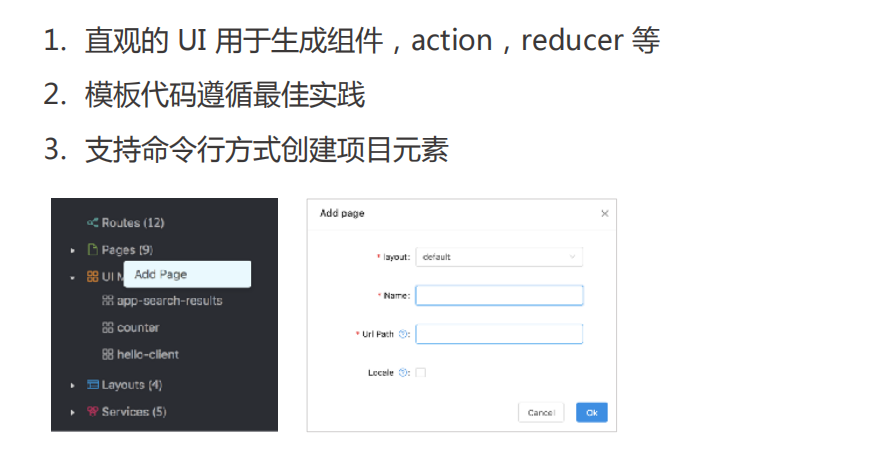 1. 直观的 UI 用于生成组件，action，reducer 等
2. 模板代码遵循最佳实践
3. 支持命令行方式创建项目元素
Routes (12)
Pages (9)
UI M
Add Page
app-search-results
counter
hello-client
Layouts (4)
Services (5)
Add page
* layout: default
* Name:
* Url Path ?:
Locale ?:
Cancel Ok